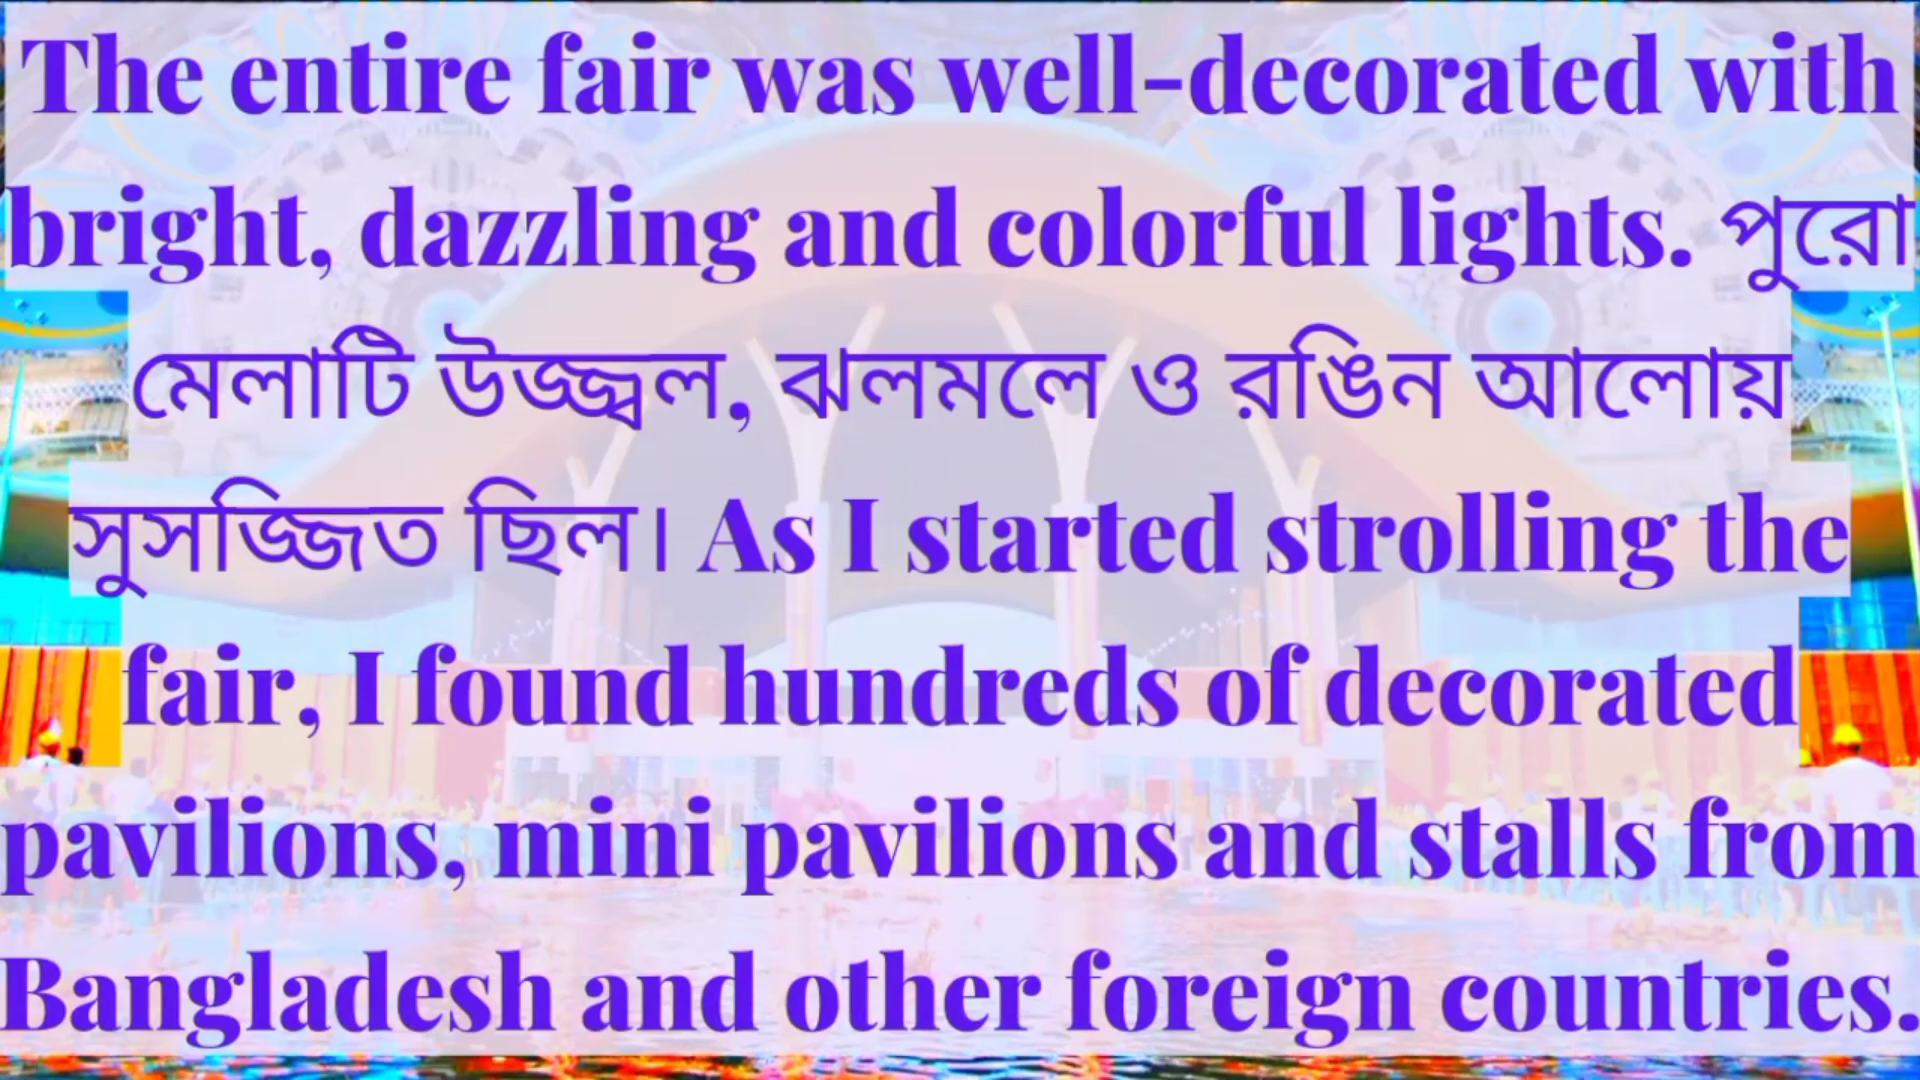 The entire fair was well-decorated with
bright, dazzling and colorful lights. পুরো
মেলাটি উজ্জ্বল, ঝলমলে ও রঙিন আলোয়
সুসজ্জিত ছিল। As I started strolling the
fair, I found hundreds of decorated
pavilions, mini pavilions and stalls from
Bangladesh and other foreign countries.